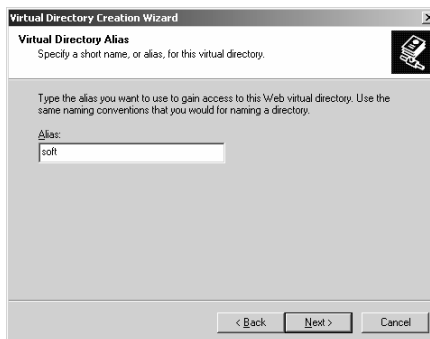 Virtual Directory Creation Wizard
Virtual Directory Alias
Specify a short name, or alias, for this virtual directory.
Type the alias you want to use to gain access to this Web virtual directory. Use the
same naming conventions that you would for naming a directory.
Alias:
soft
< Back Next > Cancel